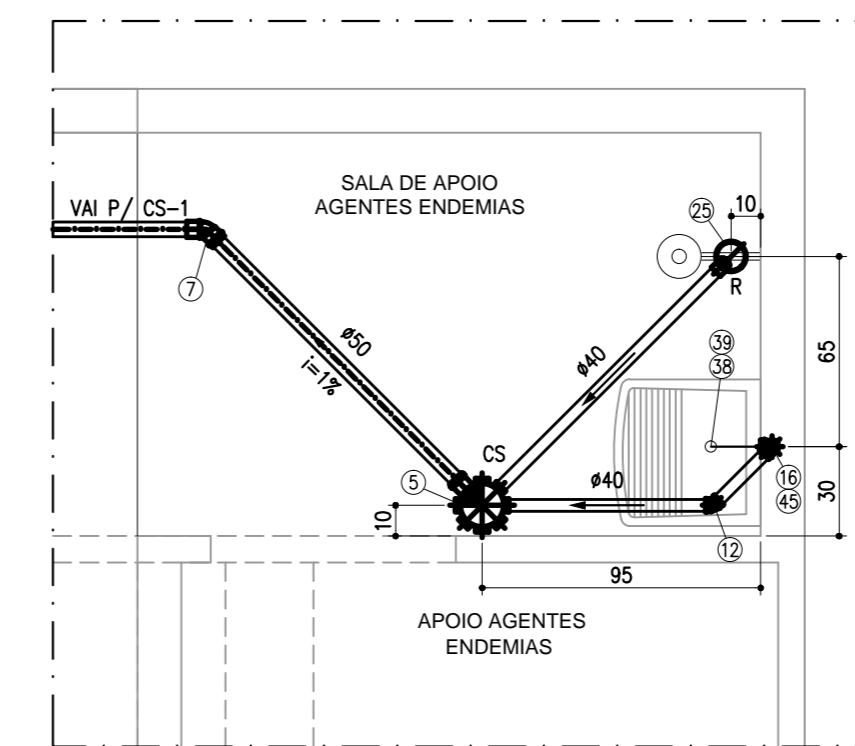 SALA DE APOIO
AGENTES ENDEMIAS
VAI P/ CS-1
10
25
R
7
ø50
i=1%
ø40
39
38
65
CS
5
ø40
16
45
30
10
12
95
APOIO AGENTES
ENDEMIAS